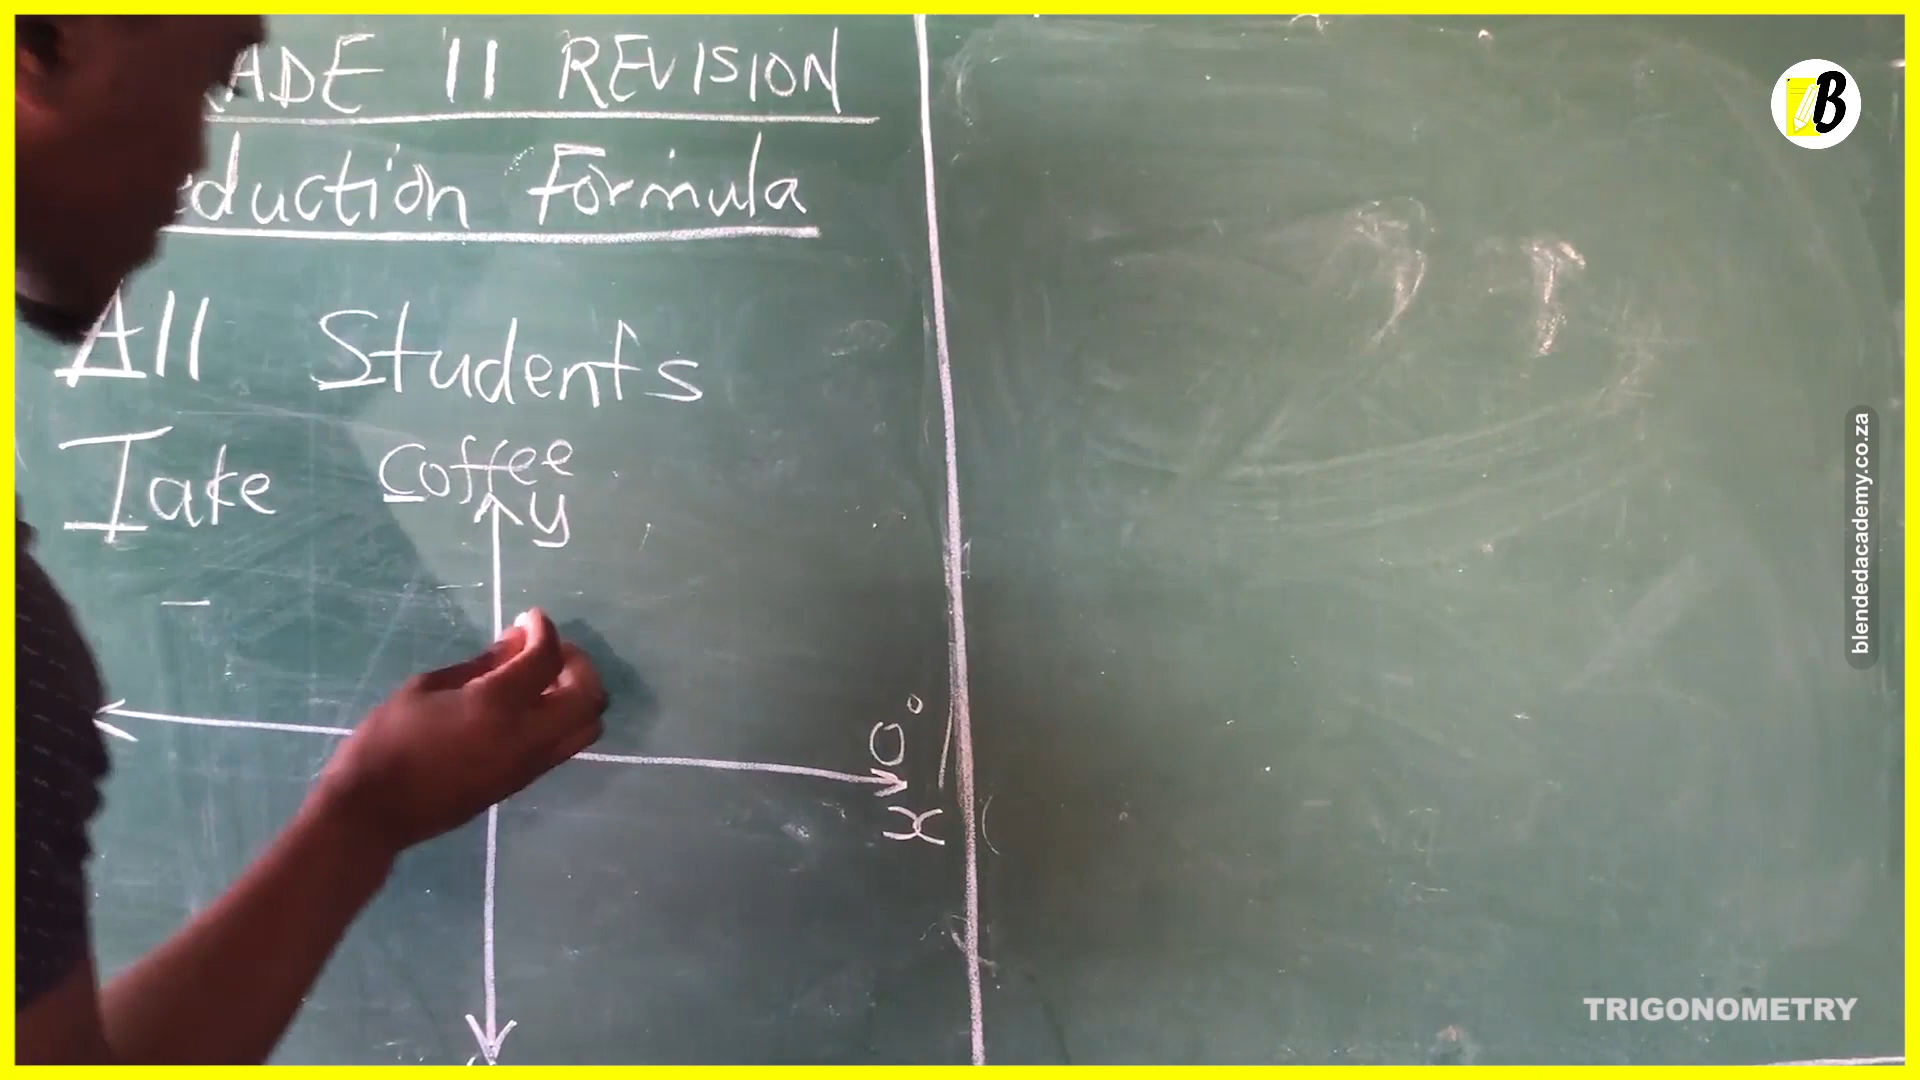 ADE 11 REVISION
duction Formula
All Students
Take Coffee
y
0°
x
B
blendedacademy.co.za
TRIGONOMETRY